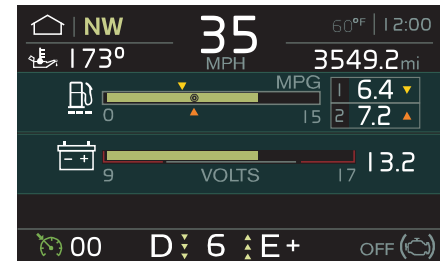 NW 35 60°F 12:00
173° MPH 3549.2mi
MPG 1 6.4
0 15 2 7.2
- + 13.2
9 VOLTS 17
00 D 6 E+ OFF